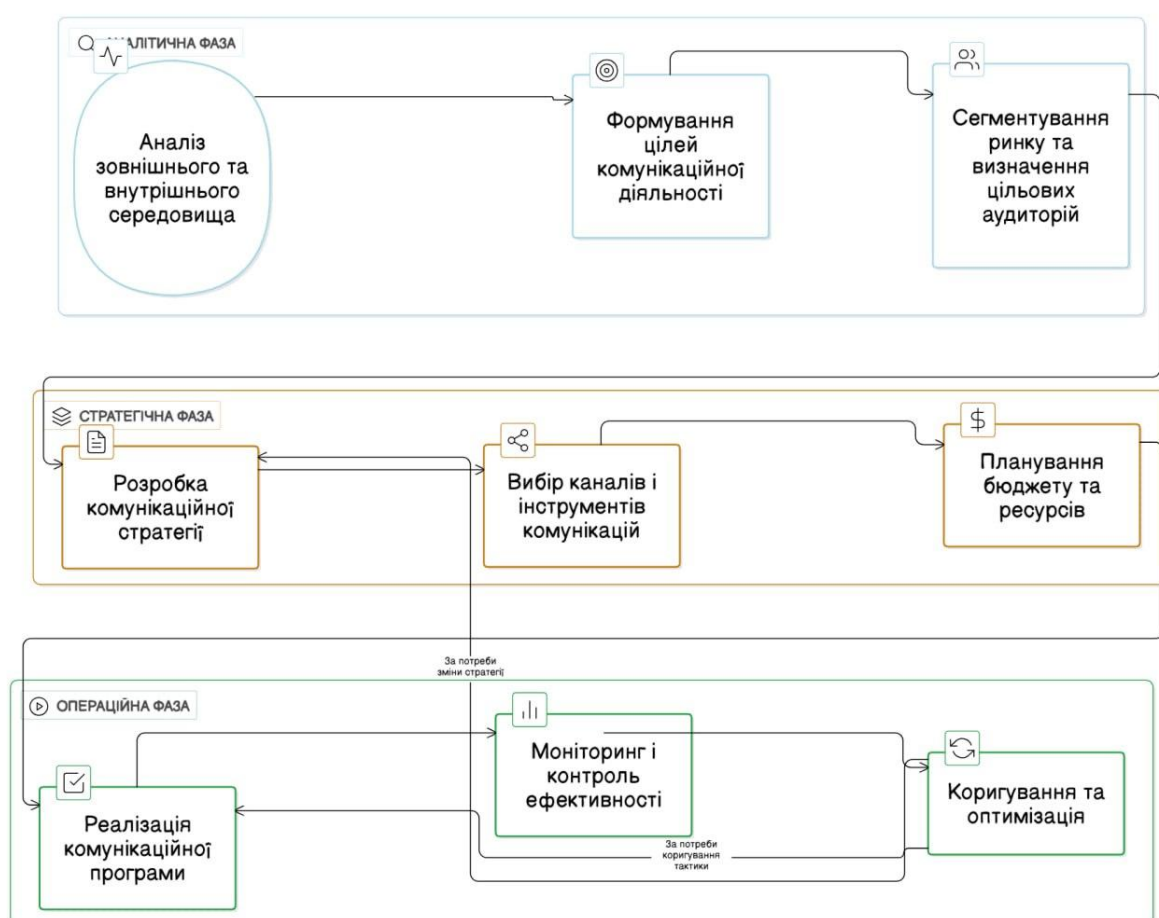 АНАЛІТИЧНА ФАЗА
Аналіз
зовнішнього та
внутрішнього
середовища
Формування
цілей
комунікаційної
діяльності
Сегментування
ринку та
визначення
цільових
аудиторій
СТРАТЕГІЧНА ФАЗА
Розробка
комунікаційної
стратегії
Вибір каналів і
інструментів
комунікацій
$
Планування
бюджету та
ресурсів
За потреби
зміни стратегії
ОПЕРАЦІЙНА ФАЗА
Реалізація
комунікаційної
програми
Моніторинг і
контроль
ефективності
Коригування та
оптимізація
За потреби
коригування
тактики